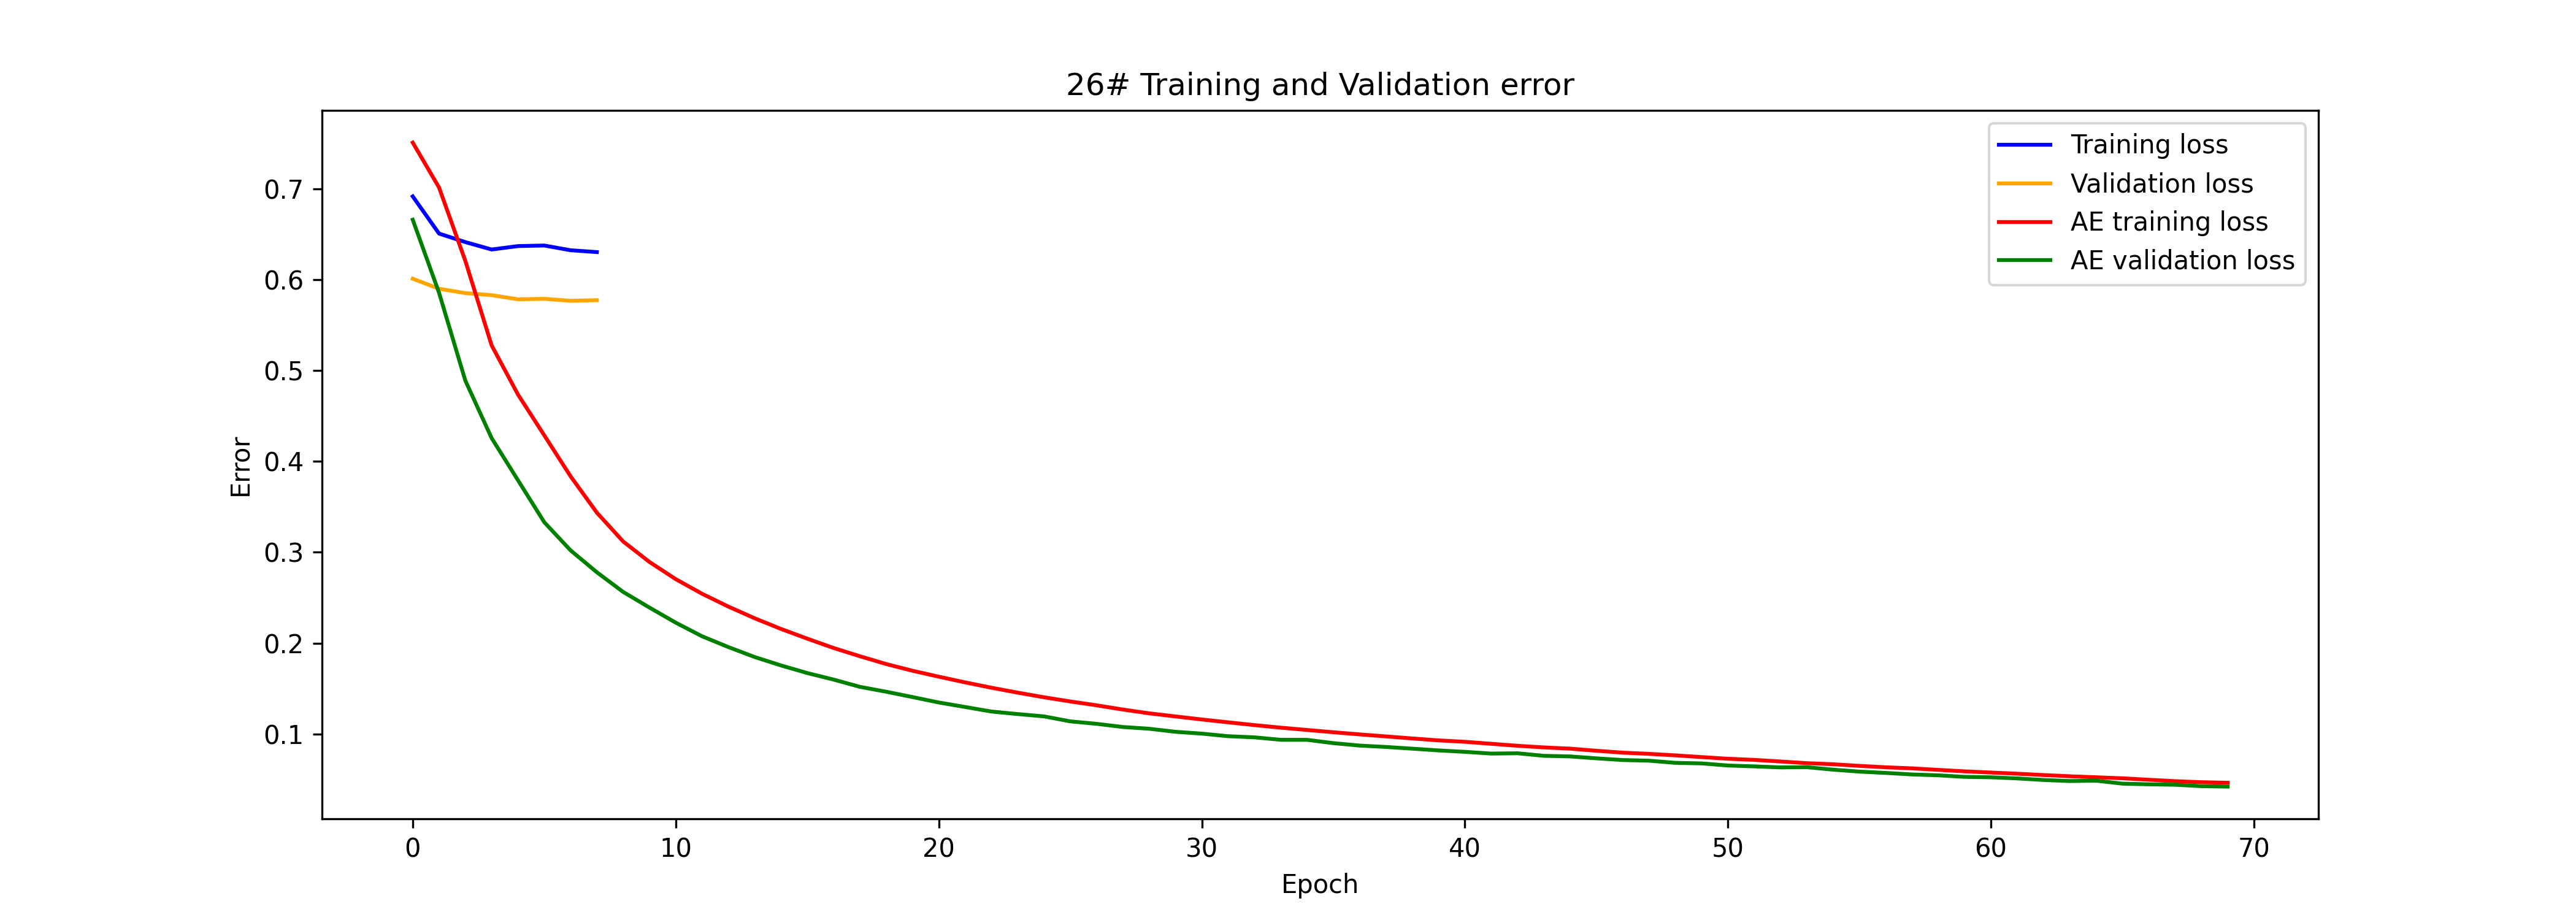 26# Training and Validation error
Training loss
Validation loss
AE training loss
AE validation loss
0.7
0.6
0.5
0.4
0.3
0.2
0.1
Error
0 10 20 30 40 50 60 70
Epoch